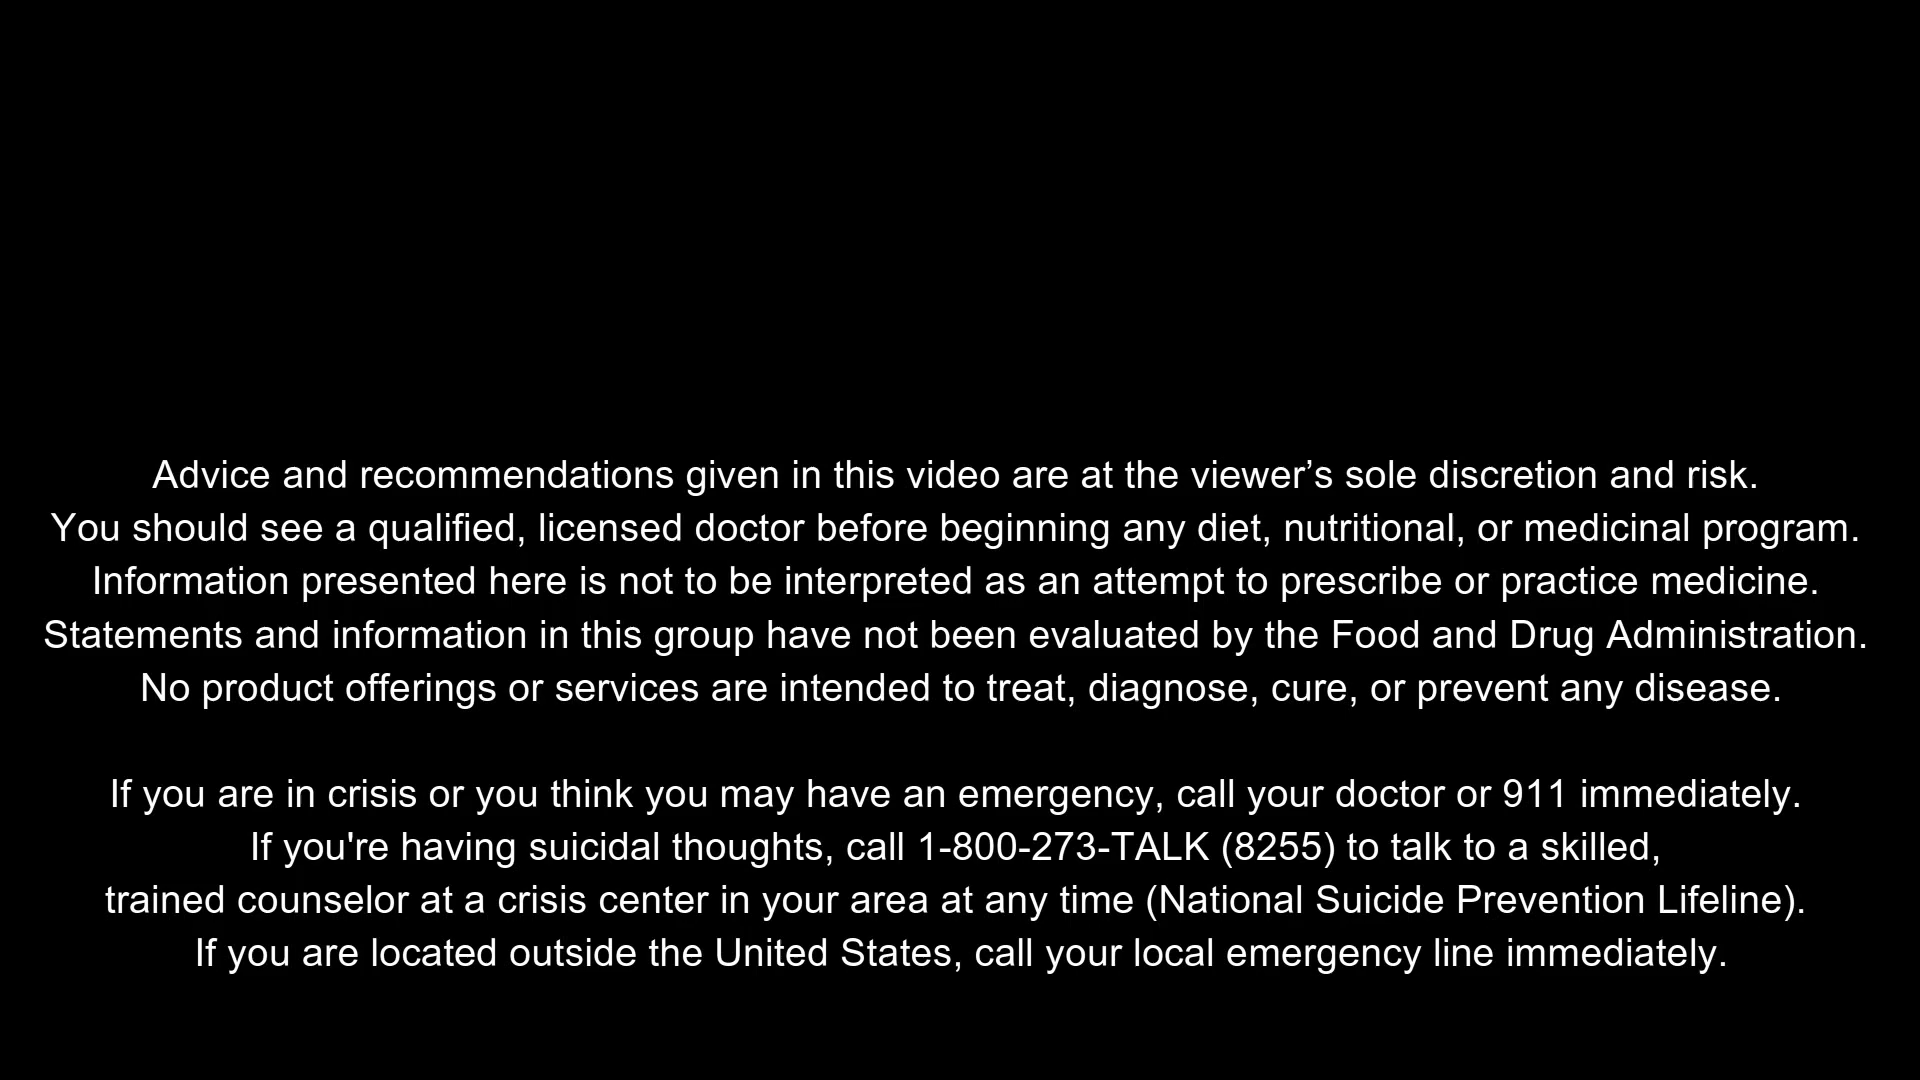 Advice and recommendations given in this video are at the viewer’s sole discretion and risk.
You should see a qualified, licensed doctor before beginning any diet, nutritional, or medicinal program.
Information presented here is not to be interpreted as an attempt to prescribe or practice medicine.
Statements and information in this group have not been evaluated by the Food and Drug Administration.
No product offerings or services are intended to treat, diagnose, cure, or prevent any disease.
If you are in crisis or you think you may have an emergency, call your doctor or 911 immediately.
If you're having suicidal thoughts, call 1-800-273-TALK (8255) to talk to a skilled,
trained counselor at a crisis center in your area at any time (National Suicide Prevention Lifeline).
If you are located outside the United States, call your local emergency line immediately.